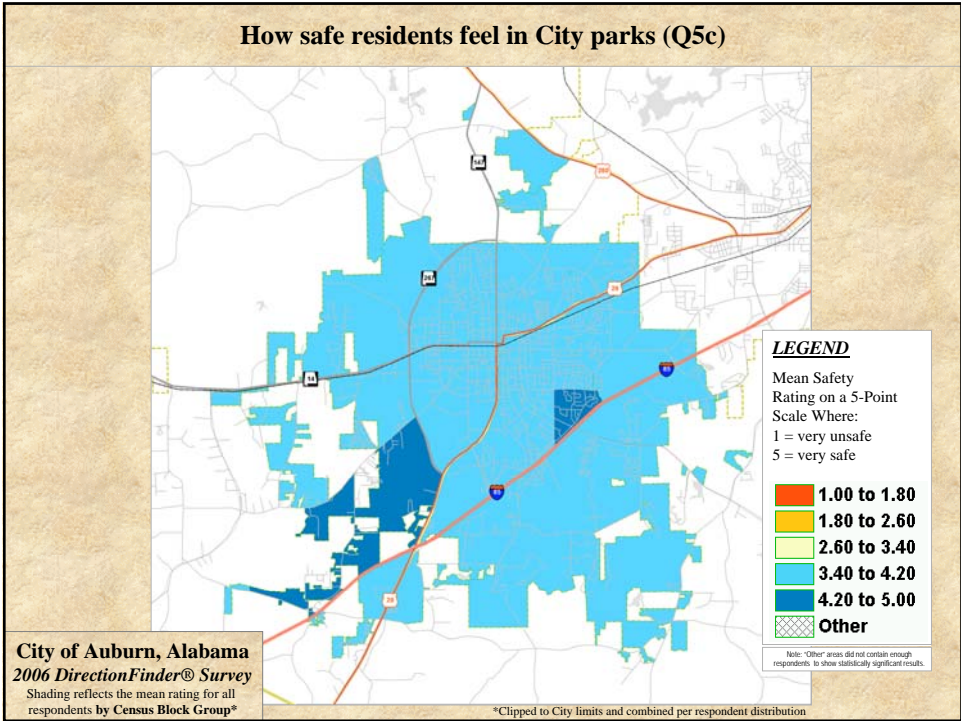 How safe residents feel in City parks (Q5c)
147
280
267
29
14
85
85
29
LEGEND
Mean Safety
Rating on a 5-Point
Scale Where:
1 = very unsafe
5 = very safe
1.00 to 1.80
1.80 to 2.60
2.60 to 3.40
3.40 to 4.20
4.20 to 5.00
Other
Note: "Other" areas did not contain enough
respondents to show statistically significant results.
City of Auburn, Alabama
2006 DirectionFinder® Survey
Shading reflects the mean rating for all
respondents by Census Block Group*
*Clipped to City limits and combined per respondent distribution